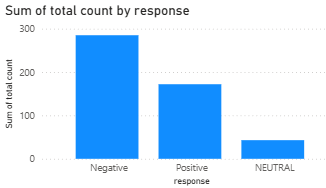 Sum of total count by response
300
200
100
0
Sum of total count
Negative Positive NEUTRAL
response